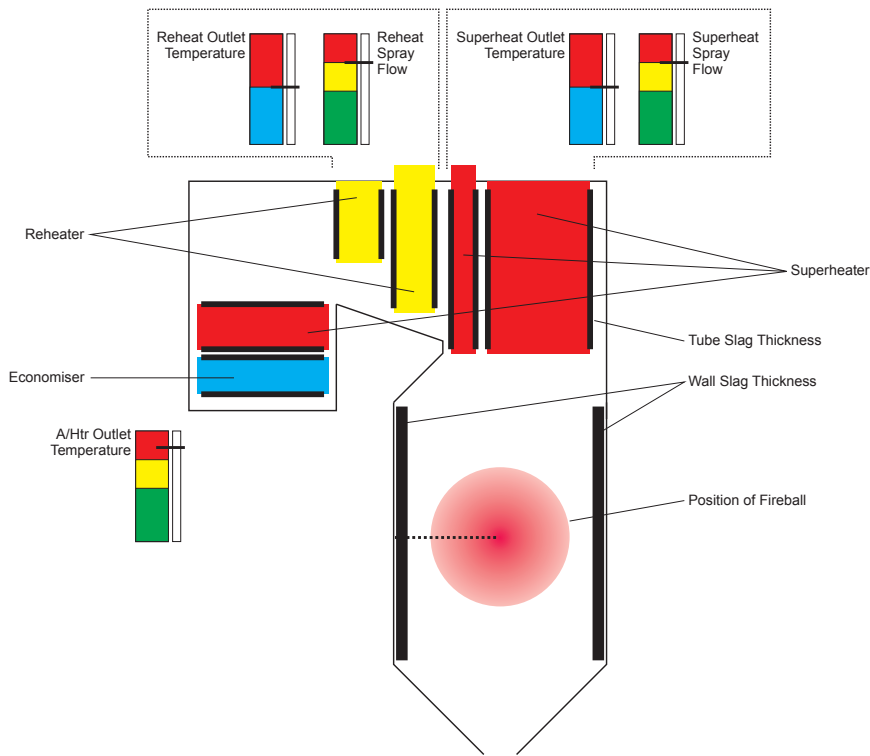 Reheat Outlet
Temperature
Reheat
Spray
Flow
Superheat Outlet
Temperature
Superheat
Spray
Flow
Reheater
Superheater
Tube Slag Thickness
Economiser
Wall Slag Thickness
A/Htr Outlet
Temperature
Position of Fireball